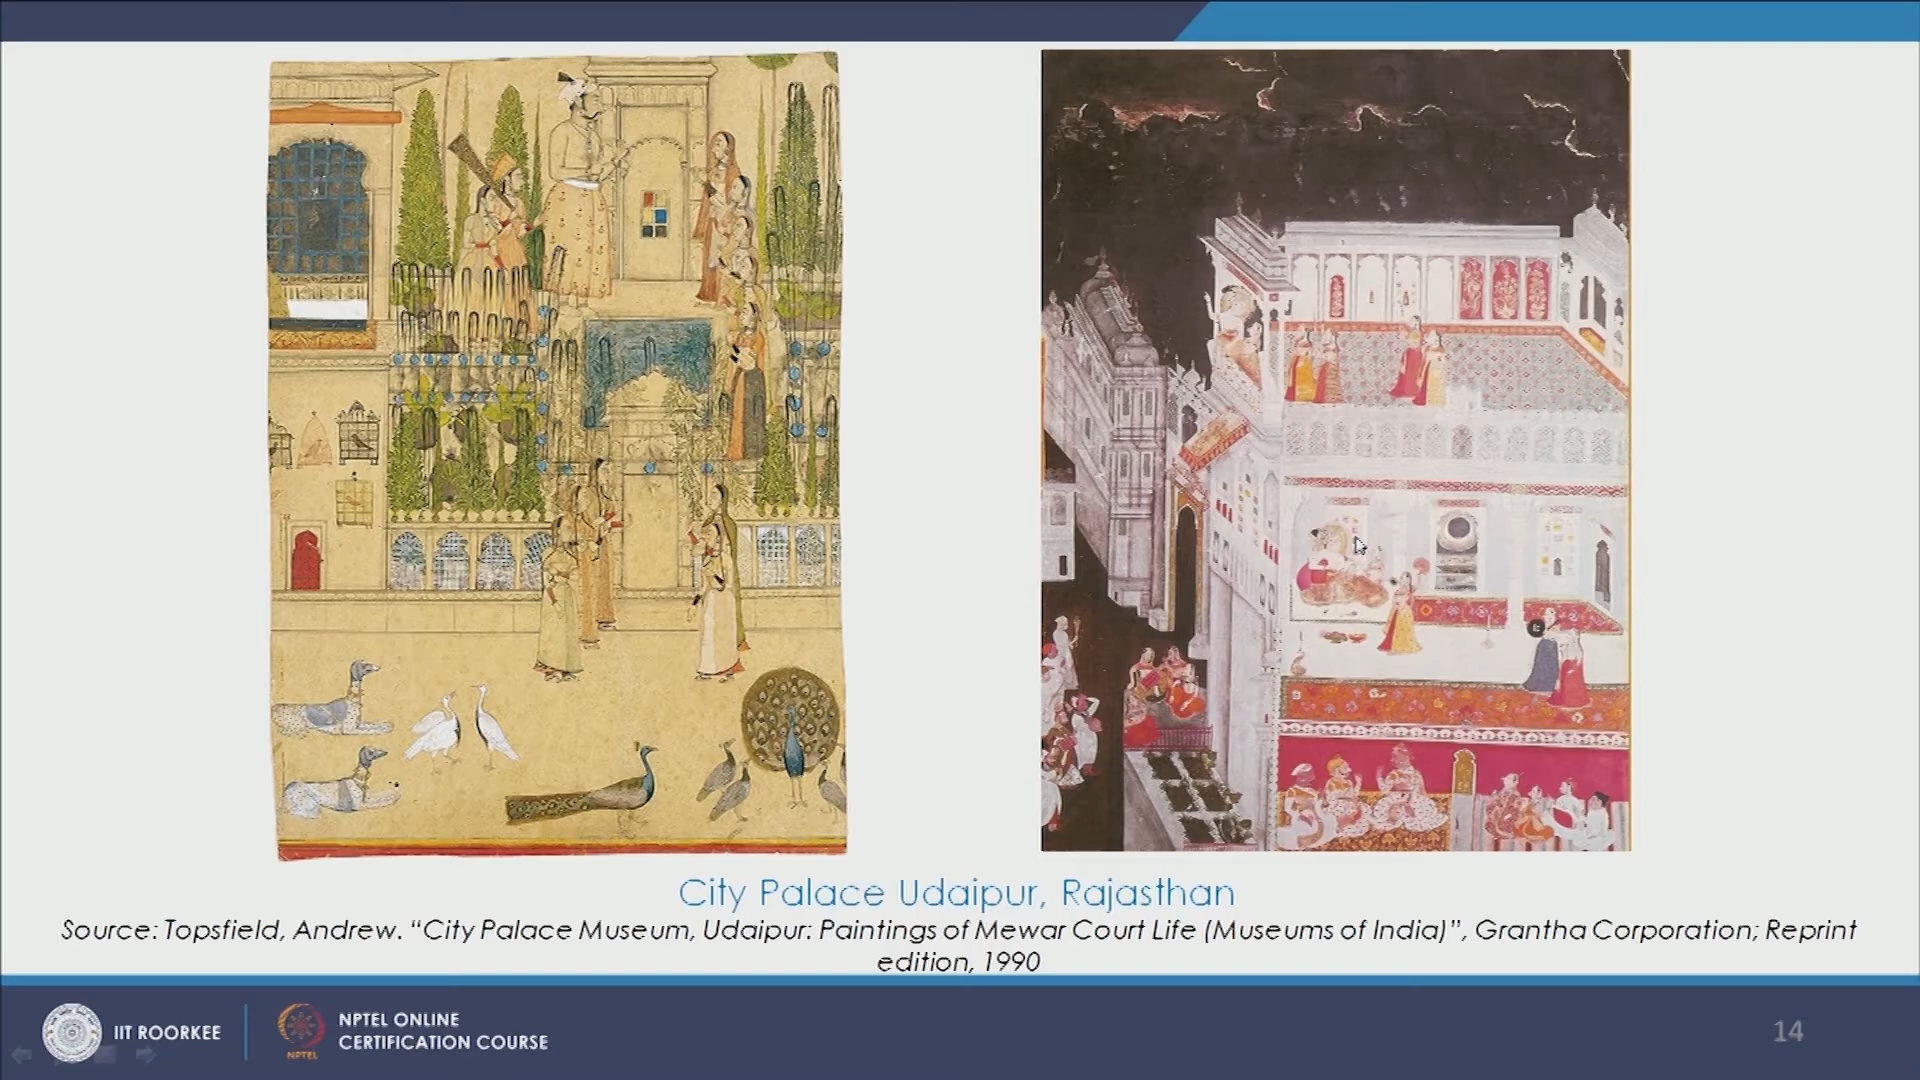 City Palace Udaipur, Rajasthan
Source: Topsfield, Andrew. “City Palace Museum, Udaipur: Paintings of Mewar Court Life (Museums of India)”, Grantha Corporation; Reprint
edition, 1990
IIT ROORKEE
NPTEL
NPTEL ONLINE
CERTIFICATION COURSE
14